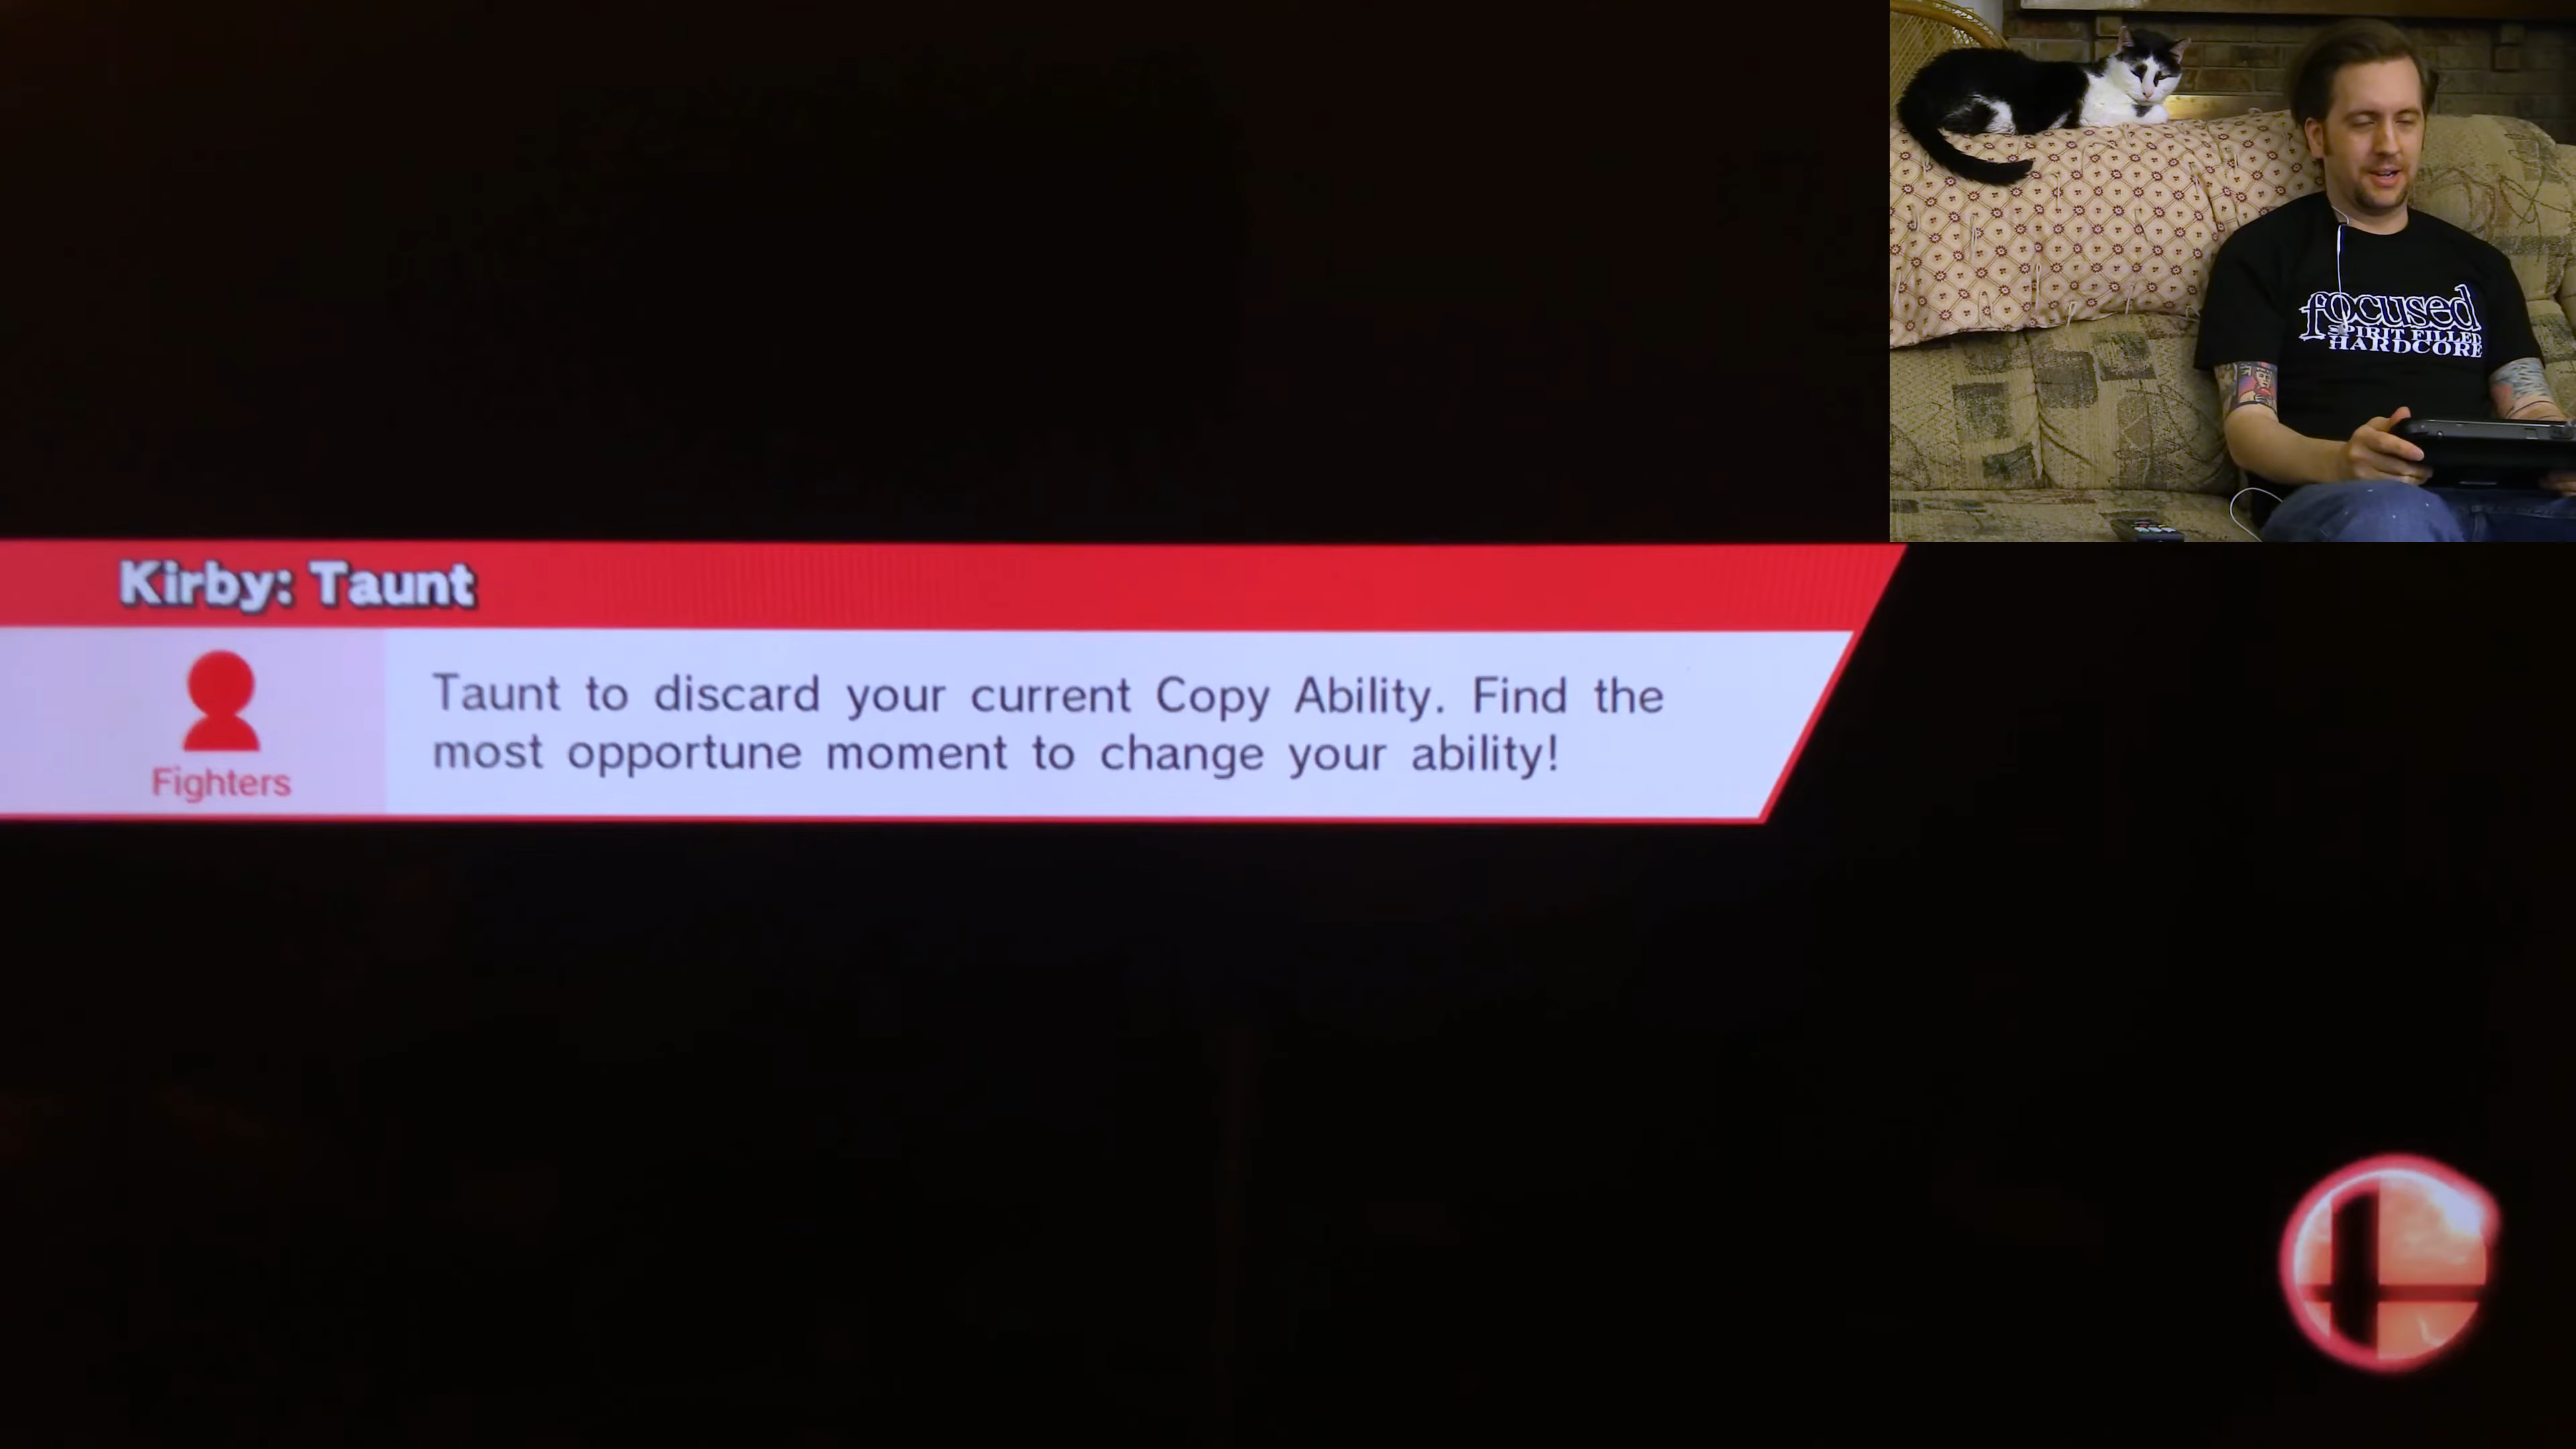 focused
SPIRIT FILLED
HARDCORE
Kirby: Taunt
Fighters
Taunt to discard your current Copy Ability. Find the
most opportune moment to change your ability!